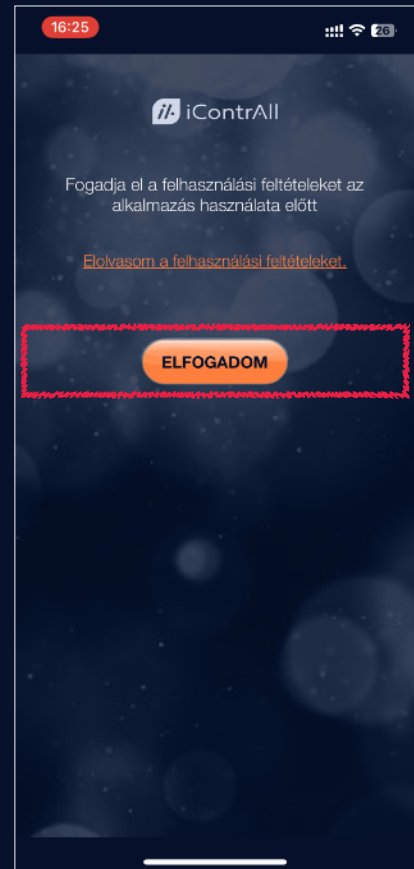 16:25
26
iContrAll
Fogadja el a felhasználási feltételeket az
alkalmazás használata előtt
Elolvasom a felhasználási feltételeket.
ELFOGADOM